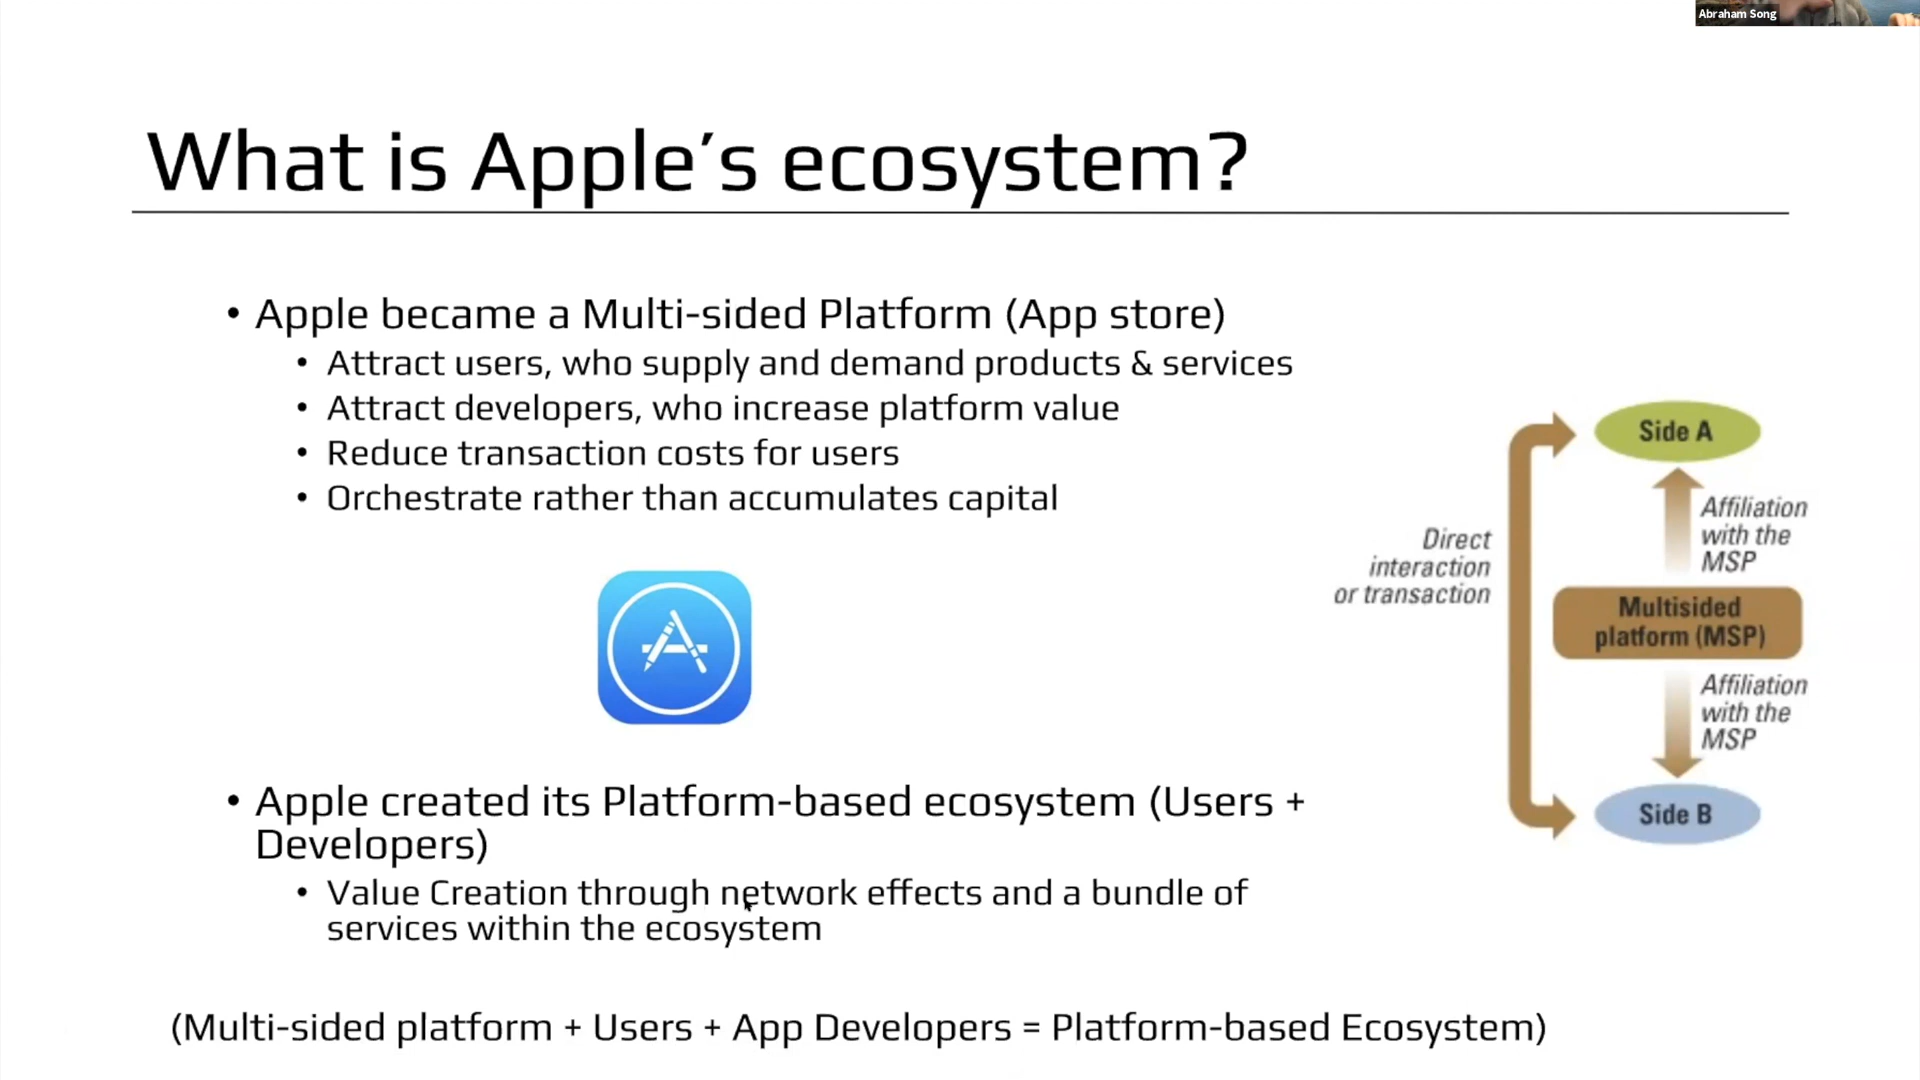 Abraham Song
What is Apple’s ecosystem?
• Apple became a Multi-sided Platform (App store)
• Attract users, who supply and demand products & services
• Attract developers, who increase platform value
• Reduce transaction costs for users
• Orchestrate rather than accumulates capital
• Apple created its Platform-based ecosystem (Users +
Developers)
• Value Creation through network effects and a bundle of
services within the ecosystem
(Multi-sided platform + Users + App Developers = Platform-based Ecosystem)
Side A
Affiliation
with the
MSP
Direct
interaction
or transaction
Multisided
platform (MSP)
Affiliation
with the
MSP
Side B